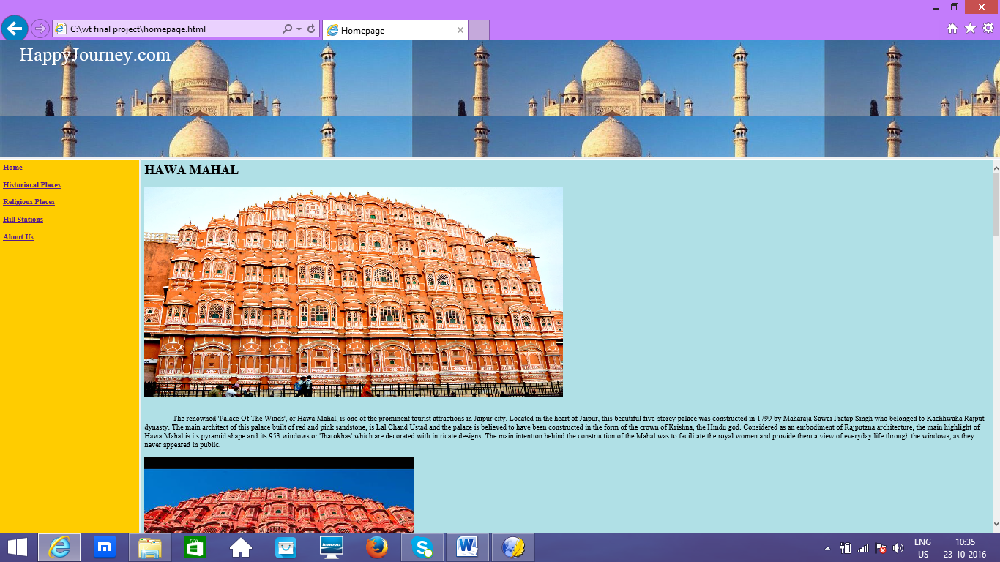 C:\wt final project\homepage.html
Homepage
HappyJourney.com
Home
Historiacal Places
Religious Places
Hill Stations
About Us
HAWA MAHAL
The renowned 'Palace Of The Winds', or Hawa Mahal, is one of the prominent tourist attractions in Jaipur city. Located in the heart of Jaipur, this beautiful five-storey palace was constructed in 1799 by Maharaja Sawai Pratap Singh who belonged to Kachhwaha Rajput
dynasty. The main architect of this palace built of red and pink sandstone, is Lal Chand Ustad and the palace is believed to have been constructed in the form of the crown of Krishna, the Hindu god. Considered as an embodiment of Rajputana architecture, the main highlight of
Hawa Mahal is its pyramid shape and its 953 windows or 'Jharokhas' which are decorated with intricate designs. The main intention behind the construction of the Mahal was to facilitate the royal women and provide them a view of everyday life through the windows, as they
never appeared in public.
lenovo
ENG
US
10:35
23-10-2016